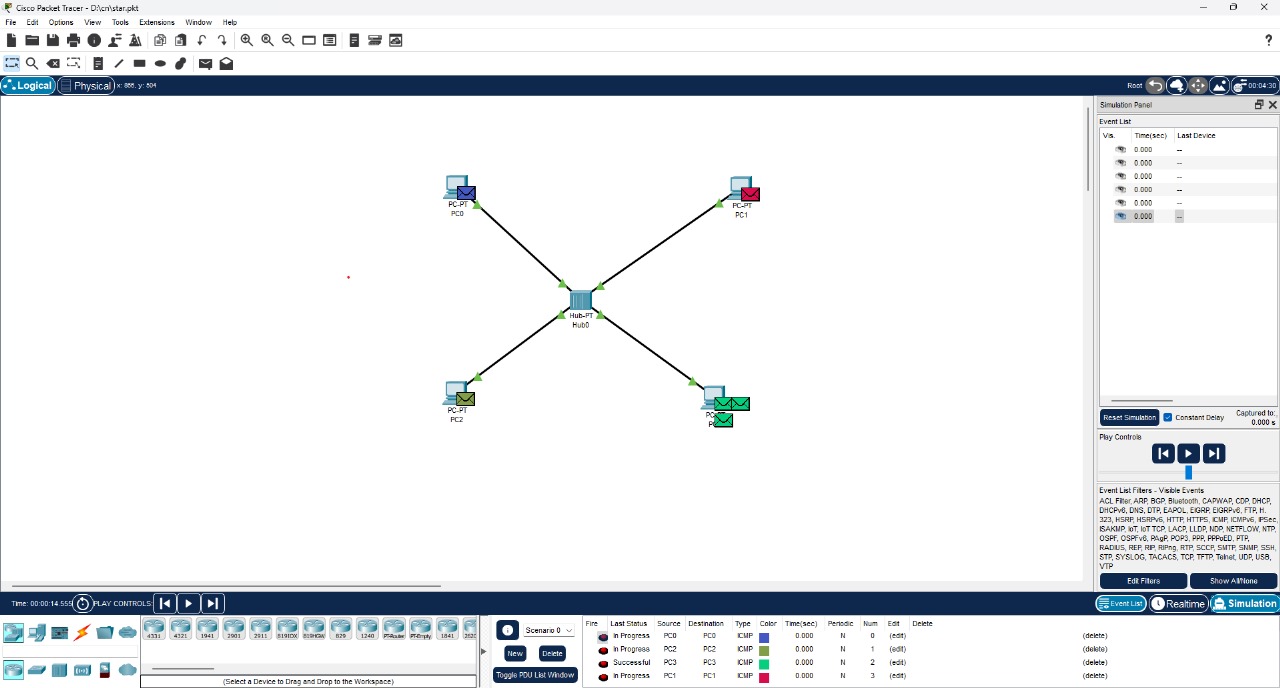 Cisco Packet Tracer - D:\cn\star.pkt
File Edit Options View Tools Extensions Window Help
Logical Physical x: 866, y: 504 Root 00:04:30
Simulation Panel
Event List
Vis. Time(sec) Last Device
0.000 --
0.000 --
0.000 --
0.000 --
0.000 --
0.000 --
PC-PT
PC0
PC-PT
PC1
Hub-PT
Hub0
PC-PT
PC2
Reset Simulation Constant Delay Captured to:
0.000 s
Play Controls
Event List Filters - Visible Events
ACL Filter, ARP, BGP, Bluetooth, CAPWAP, CDP, DHCP,
DHCPv6, DNS, DTP, EAPOL, EIGRP, EIGRPv6, FTP, H.
323, HSRP, HSRPv6, HTTP, HTTPS, ICMP, ICMPv6, IPSec,
ISAKMP, IoT, IoT TCP, LACP, LLDP, NDP, NETFLOW, NTP,
OSPF, OSPFv6, PAgP, POP3, PPP, PPPoED, PTP,
RADIUS, REP, RIP, RIPng, RTP, SCCP, SMTP, SNMP, SSH,
STP, SYSLOG, TACACS, TCP, TFTP, Telnet, UDP, USB,
VTP
Edit Filters Show All/None
Time: 00:00:14.555 PLAY CONTROLS: Event List Realtime Simulation
4331 4321 1941 2901 2911 819IOX 819HGW 829 1240 PT-Router PT-Empty 1841
(Select a Device to Drag and Drop to the Workspace)
Scenario 0
New Delete
Toggle PDU List Window
Fire Last Status Source Destination Type Color Time(sec) Periodic Num Edit Delete
In Progress PC0 PC0 ICMP 0.000 N 0 (edit) (delete)
In Progress PC2 PC2 ICMP 0.000 N 1 (edit) (delete)
Successful PC3 PC3 ICMP 0.000 N 2 (edit) (delete)
In Progress PC1 PC1 ICMP 0.000 N 3 (edit) (delete)